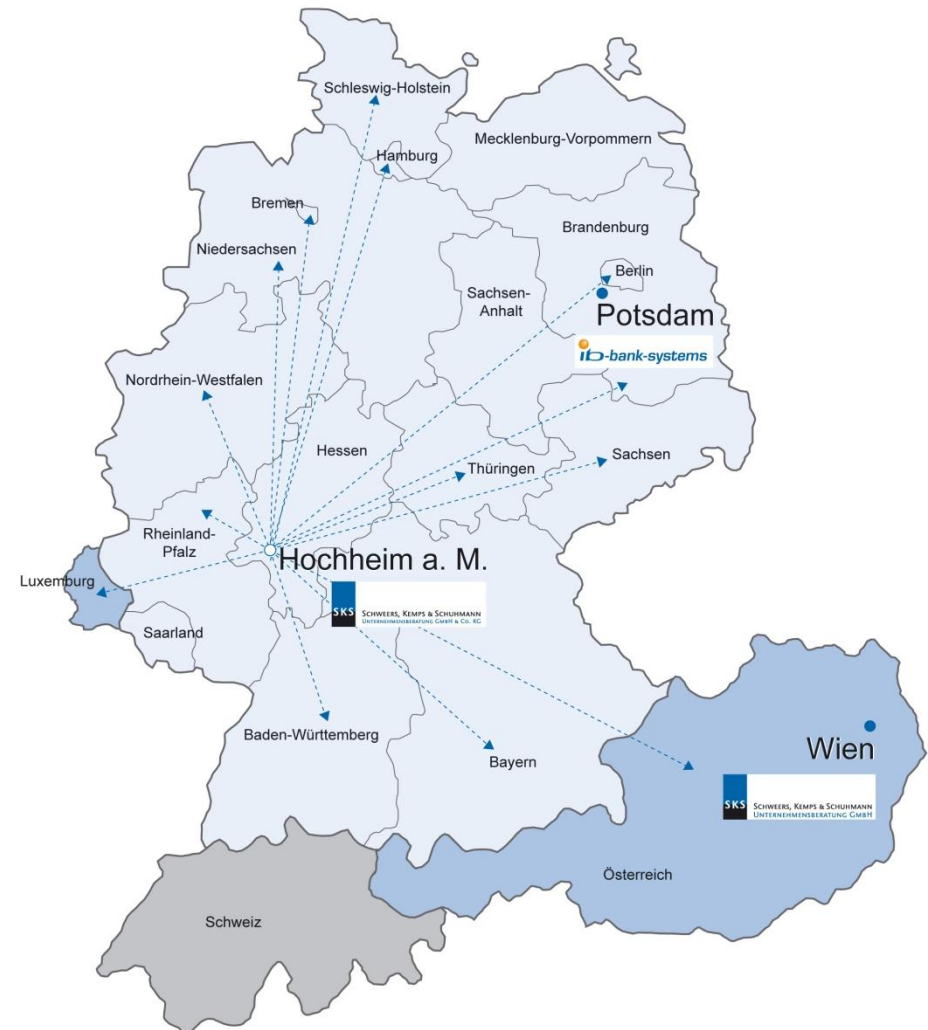 Schleswig-Holstein
Mecklenburg-Vorpommern
Hamburg
Bremen
Brandenburg
Niedersachsen
Berlin
Sachsen-
Anhalt
Potsdam
ib-bank-systems
Nordrhein-Westfalen
Hessen
Sachsen
Thüringen
Rheinland-
Pfalz
Hochheim a. M.
Luxemburg
SKS
SCHWEERS, KEMPS & SCHUHMANN
UNTERNEHMENSBERATUNG GMBH & CO. KG
Saarland
Baden-Württemberg
Wien
Bayern
SKS
SCHWEERS, KEMPS & SCHUHMANN
UNTERNEHMENSBERATUNG GMBH
Österreich
Schweiz